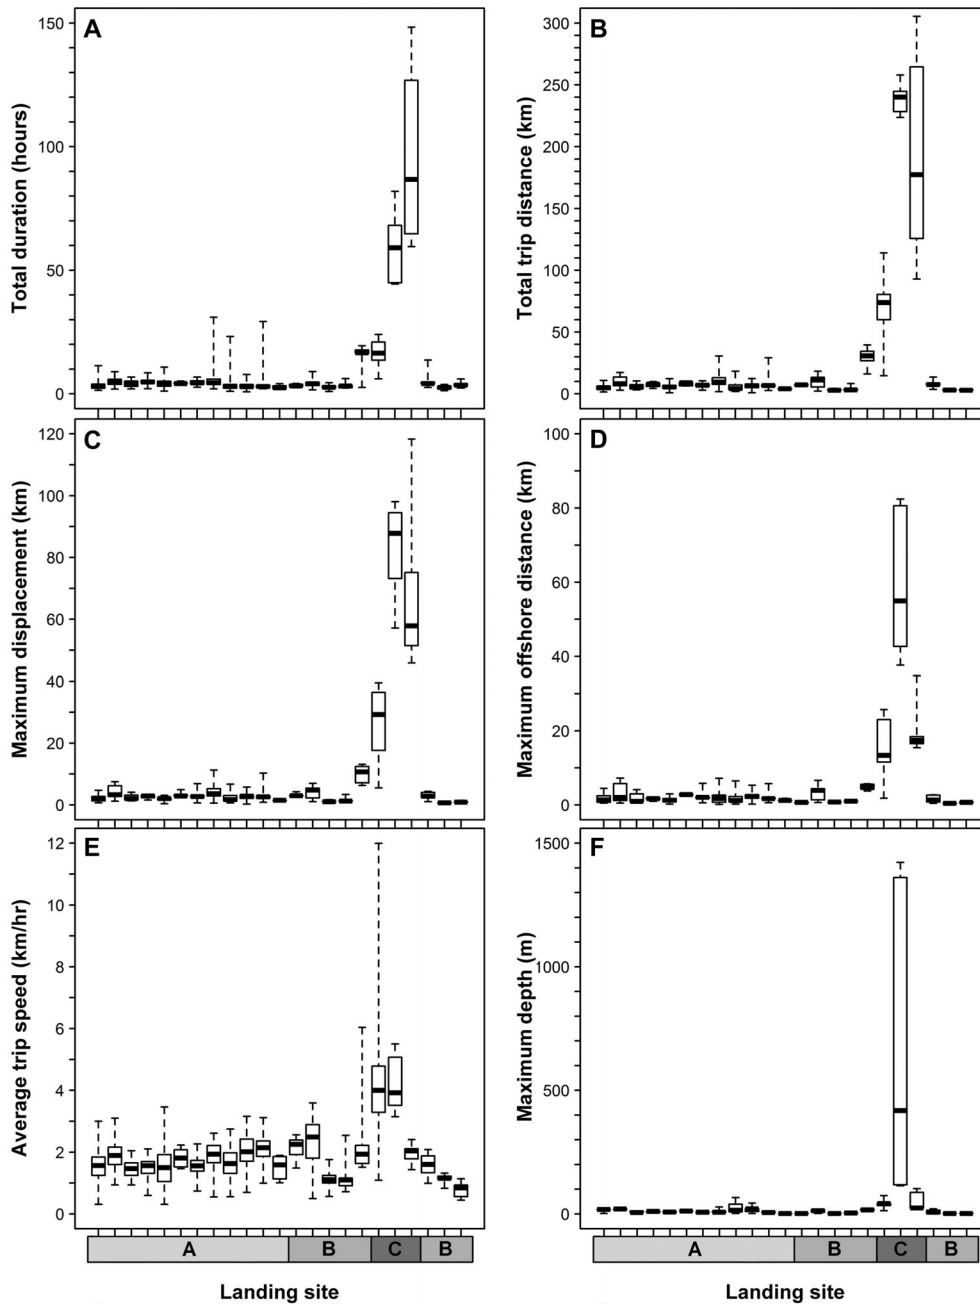 A
Total duration (hours)
150
100
50
0
B
Total trip distance (km)
300
250
200
150
100
50
0
C
Maximum displacement (km)
120
100
80
60
40
20
0
D
Maximum offshore distance (km)
100
80
60
40
20
0
E
Average trip speed (km/hr)
12
10
8
6
4
2
0
F
Maximum depth (m)
1500
1000
500
0
A B C B
A B C B
Landing site
Landing site